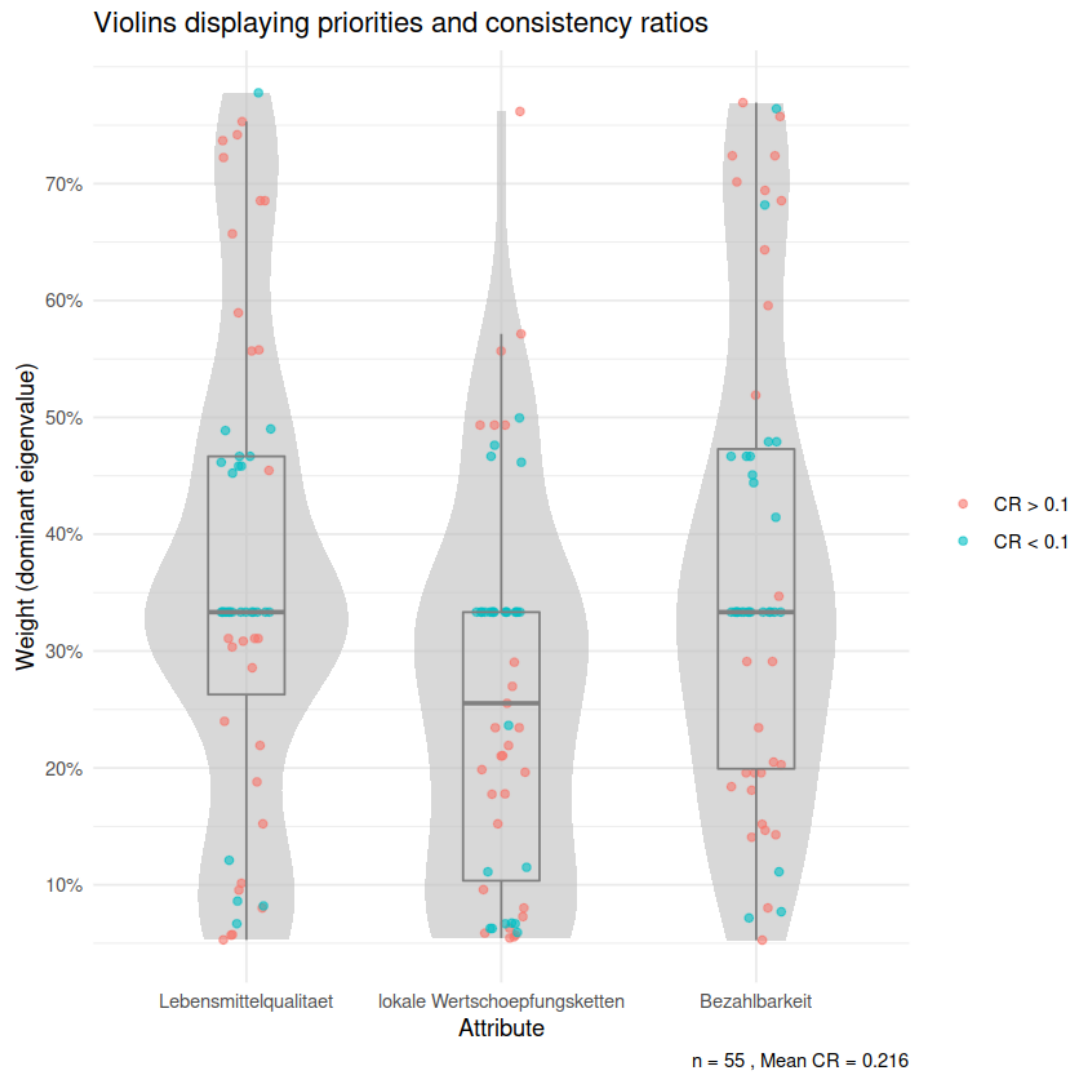 Violins displaying priorities and consistency ratios
Weight (dominant eigenvalue)
70%
60%
50%
40%
30%
20%
10%
CR > 0.1
CR < 0.1
Lebensmittelqualitaet
lokale Wertschoepfungsketten
Bezahlbarkeit
Attribute
n = 55 , Mean CR = 0.216